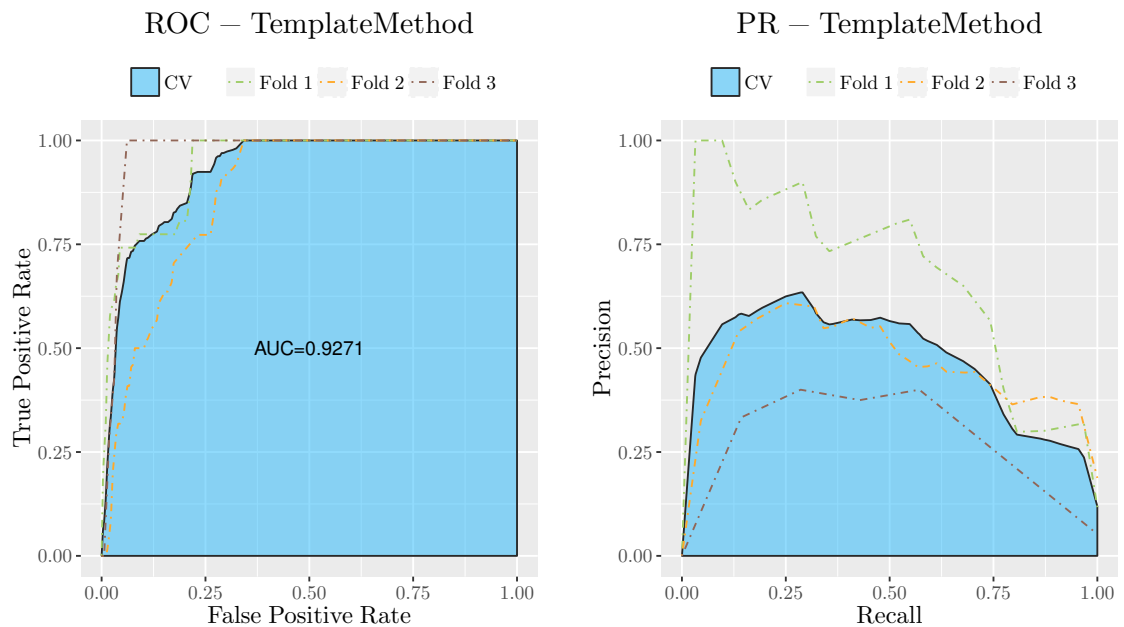 ROC − TemplateMethod
CV Fold 1 Fold 2 Fold 3
1.00
0.75
0.50
0.25
0.00
True Positive Rate
AUC=0.9271
0.00 0.25 0.50 0.75 1.00
False Positive Rate
PR − TemplateMethod
CV Fold 1 Fold 2 Fold 3
1.00
0.75
0.50
0.25
0.00
Precision
0.00 0.25 0.50 0.75 1.00
Recall